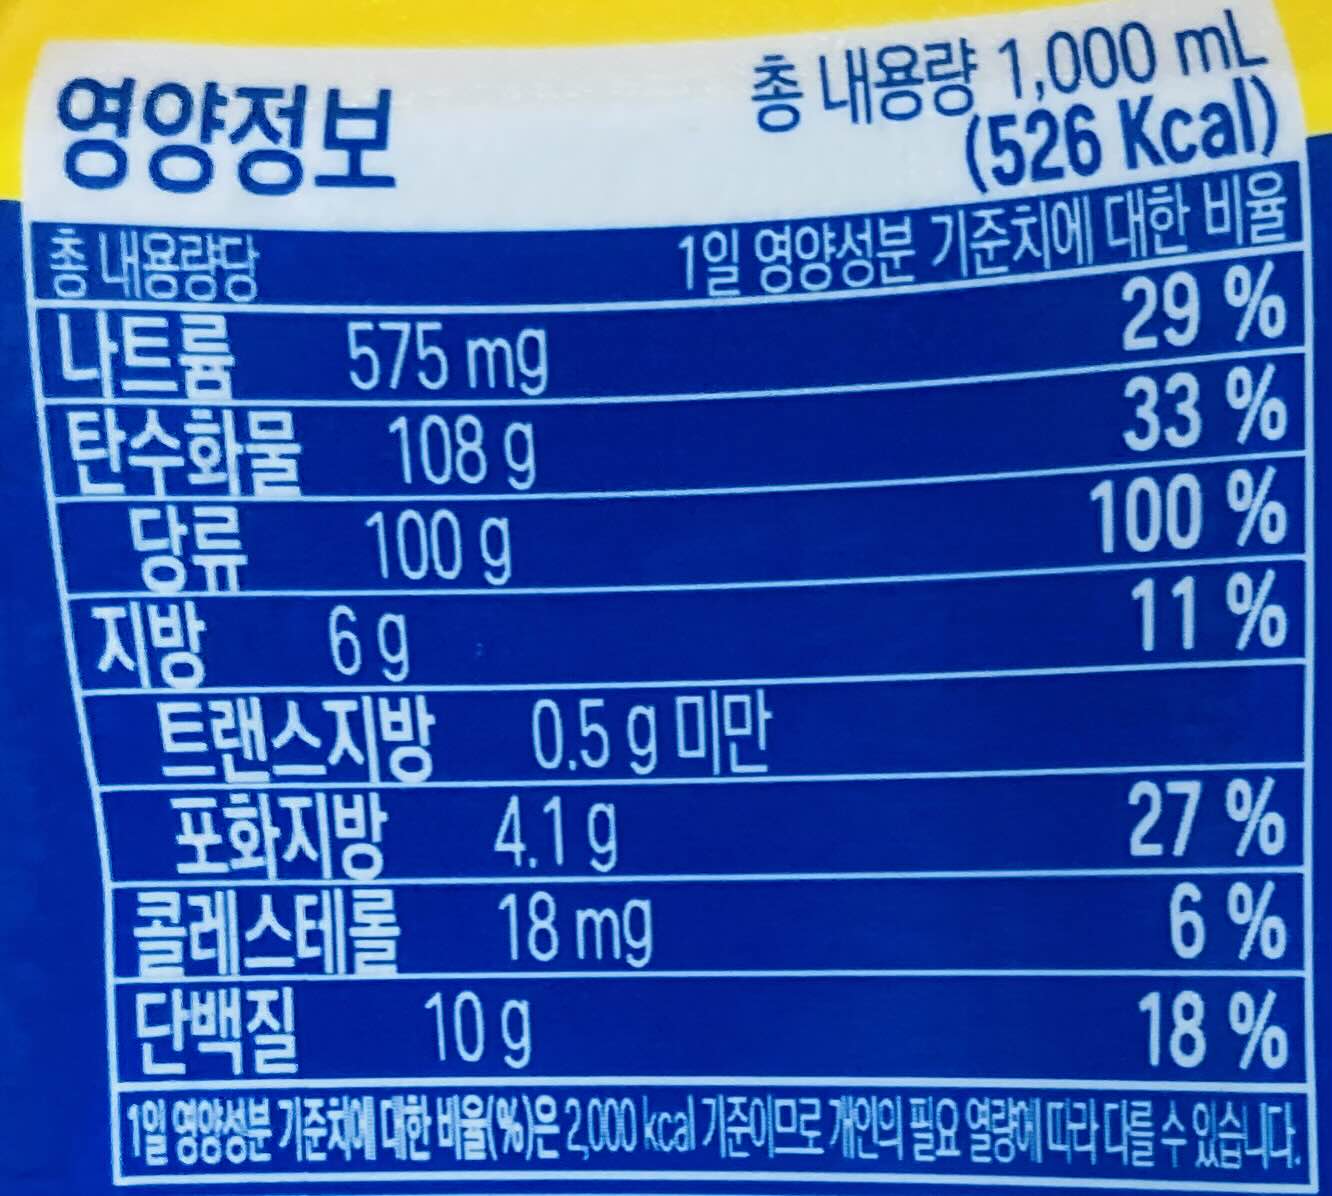 영양정보
총 내용량 1,000 mL
(526 Kcal)
총 내용량당 1일 영양성분 기준치에 대한 비율
나트륨 575 mg 29 %
탄수화물 108 g 33 %
당류 100 g 100 %
지방 6 g 11 %
트랜스지방 0.5 g 미만
포화지방 4.1 g 27 %
콜레스테롤 18 mg 6 %
단백질 10 g 18 %
1일 영양성분 기준치에 대한 비율(%)은 2,000 kcal 기준이므로 개인의 필요 열량에 따라 다를 수 있습니다.